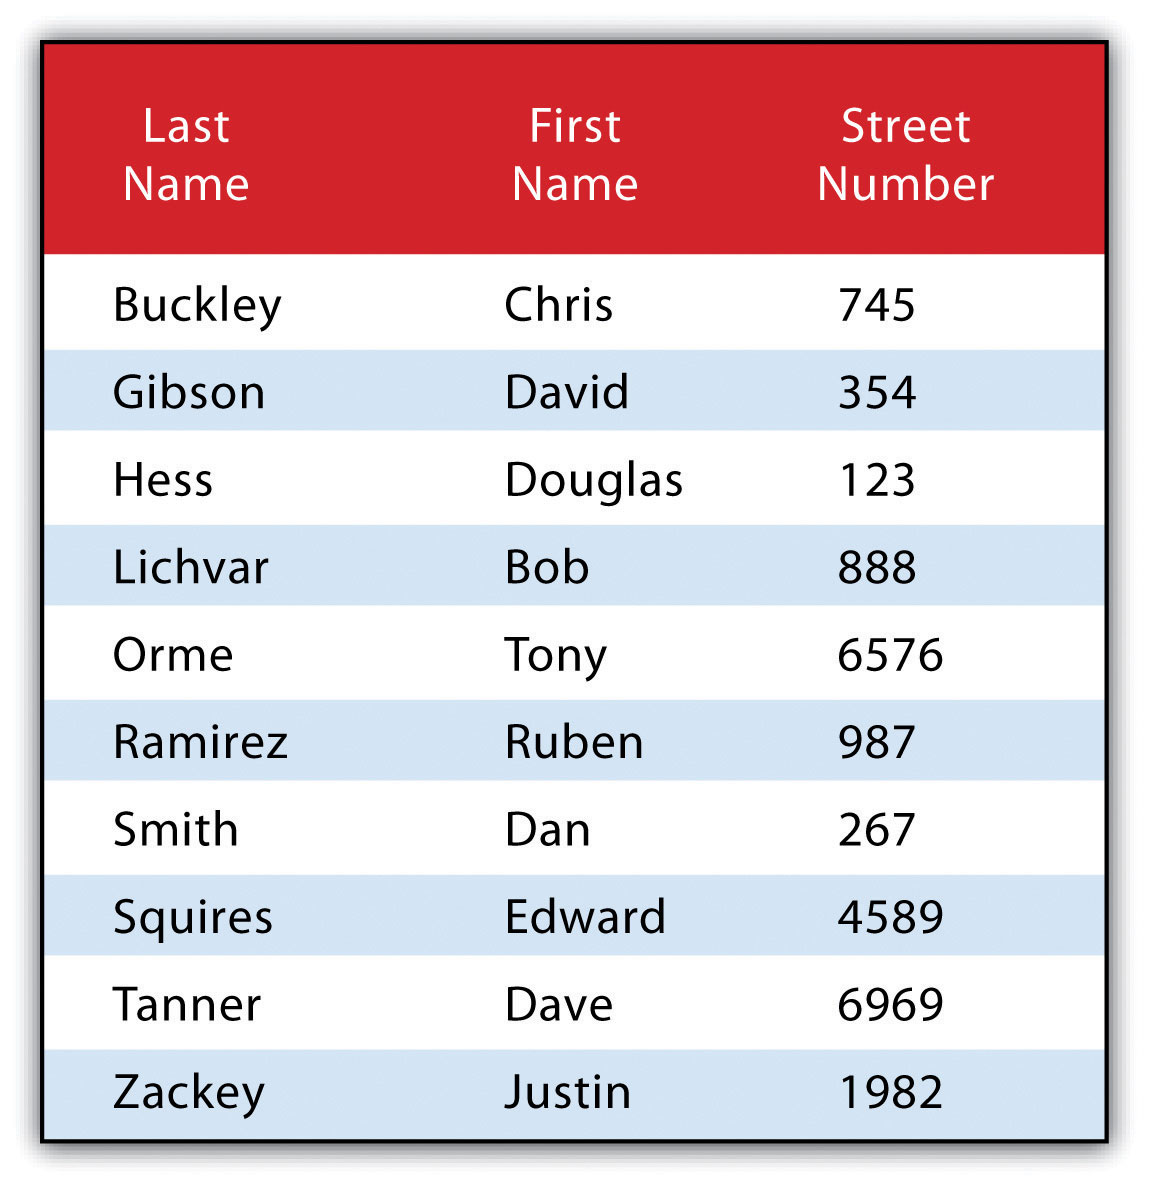 Last Name First Name Street Number
Buckley Chris 745
Gibson David 354
Hess Douglas 123
Lichvar Bob 888
Orme Tony 6576
Ramirez Ruben 987
Smith Dan 267
Squires Edward 4589
Tanner Dave 6969
Zackey Justin 1982